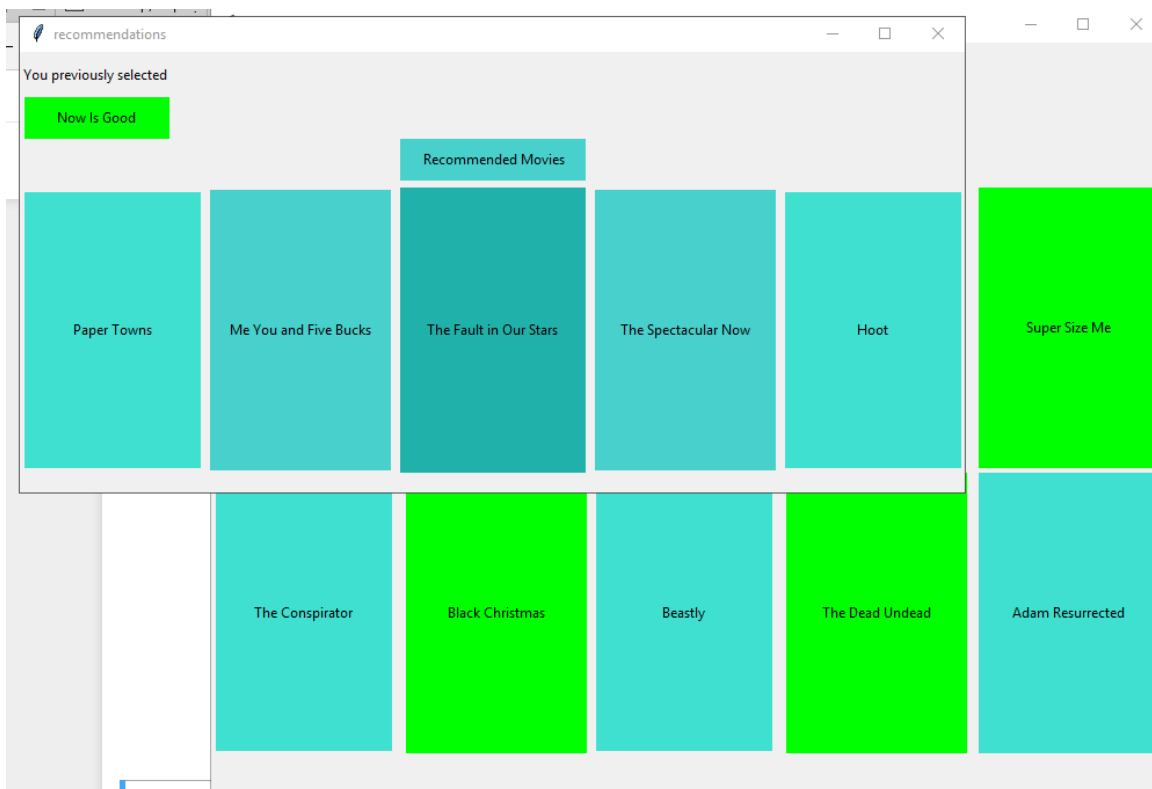 recommendations
You previously selected
Now Is Good
Recommended Movies
Paper Towns
Me You and Five Bucks
The Fault in Our Stars
The Spectacular Now
Hoot
Super Size Me
The Conspirator
Black Christmas
Beastly
The Dead Undead
Adam Resurrected